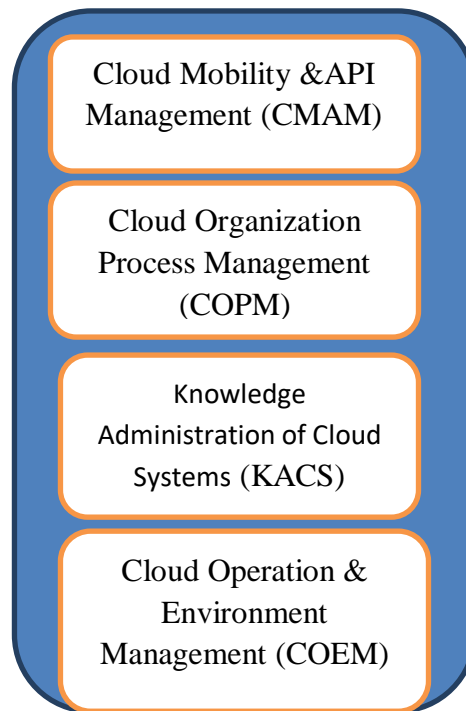 Cloud Mobility &API
Management (CMAM)
Cloud Organization
Process Management
(COPM)
Knowledge
Administration of Cloud
Systems (KACS)
Cloud Operation &
Environment
Management (COEM)